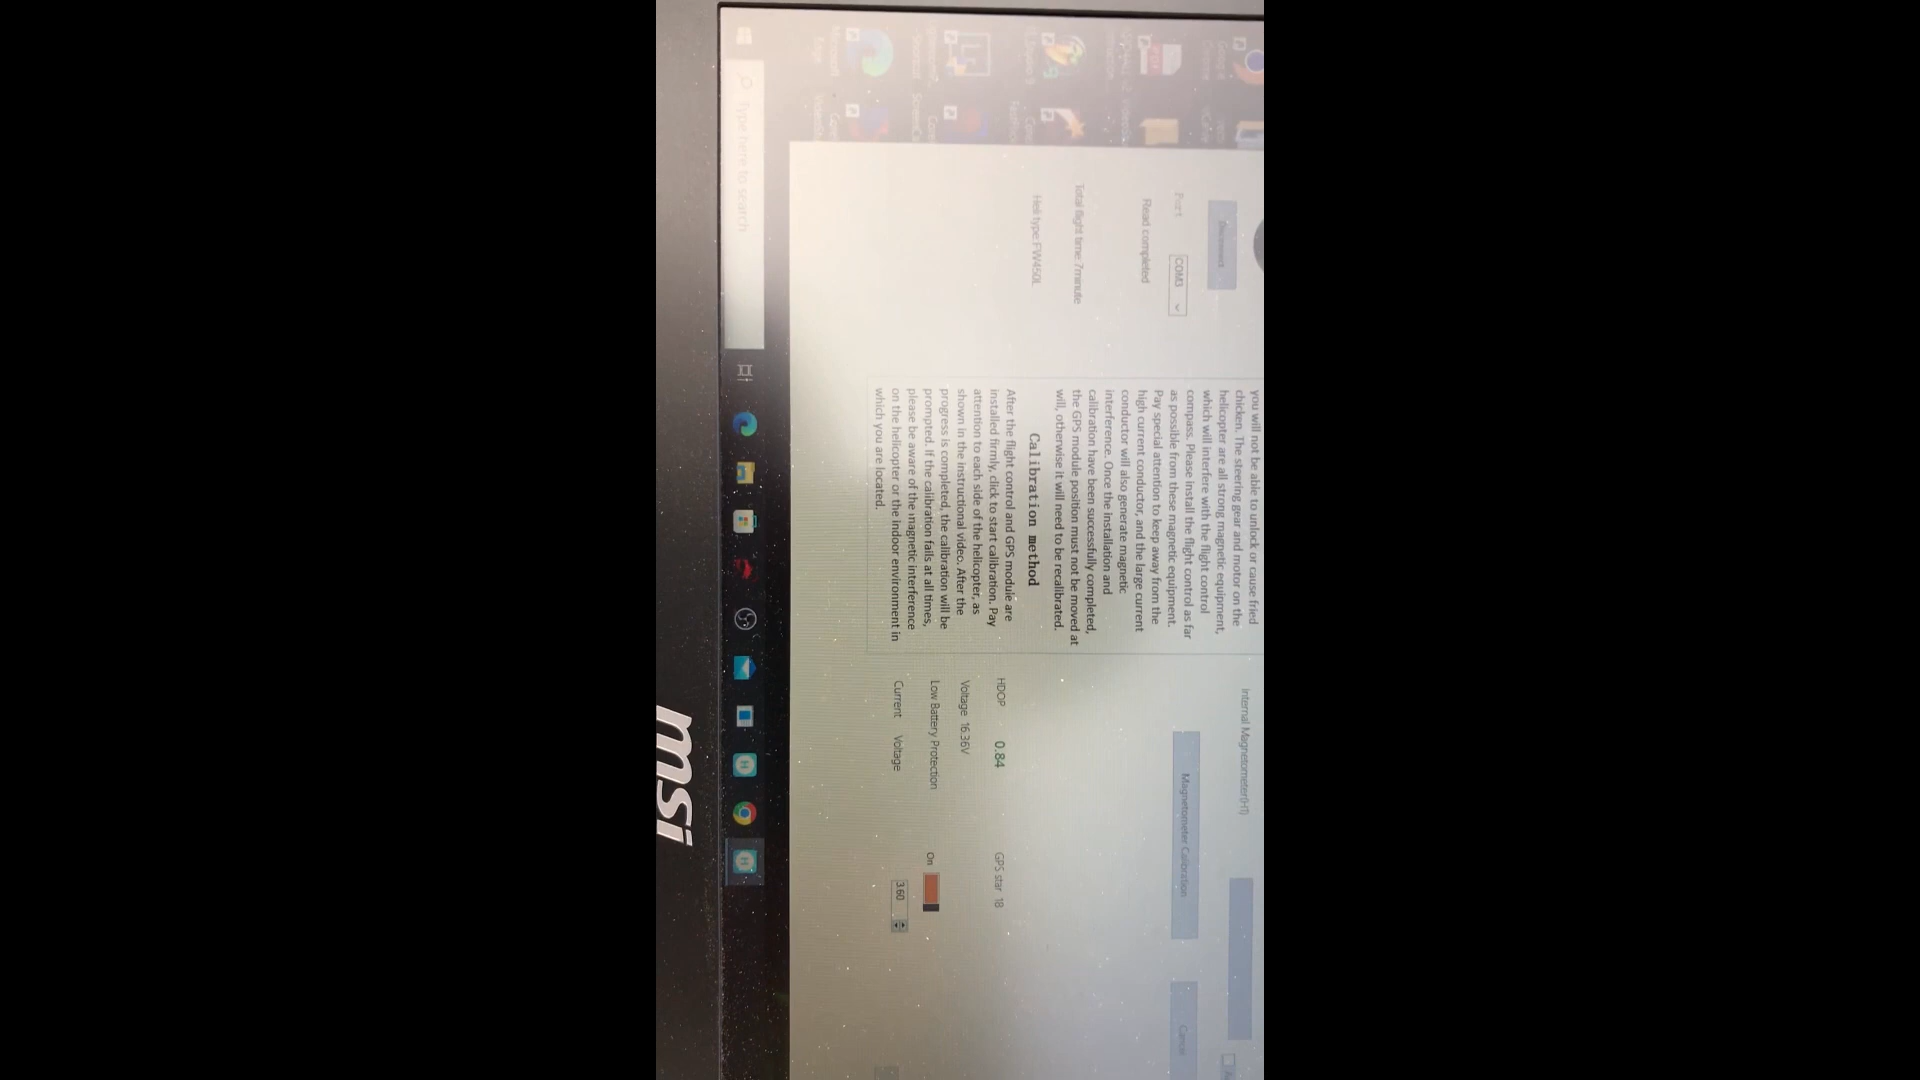 Disconnect
Port COM3
Read completed
Total flight time: 7minute
Heli type: FW450L
you will not be able to unlock or cause fried
chicken. The steering gear and motor on the
helicopter are all strong magnetic equipment,
which will interfere with the flight control
compass. Please install the flight control as far
as possible from these magnetic equipment.
Pay special attention to keep away from the
high current conductor, and the large current
conductor will also generate magnetic
interference. Once the installation and
calibration have been successfully completed,
the GPS module position must not be moved at
will, otherwise it will need to be recalibrated.
Calibration method
After the flight control and GPS module are
installed firmly, click to start calibration. Pay
attention to each side of the helicopter, as
shown in the instructional video. After the
progress is completed, the calibration will be
prompted. If the calibration fails at all times,
please be aware of the magnetic interference
on the helicopter or the indoor environment in
which you are located.
Internal Magnetometer(H1)
Magnetometer Calibration
Cancel
HDOP 0.84 GPS star 18
Voltage 16.36V
Low Battery Protection On
Current Voltage 3.60
Google
Chrome
Microsoft
Edge
Type here to search
msi